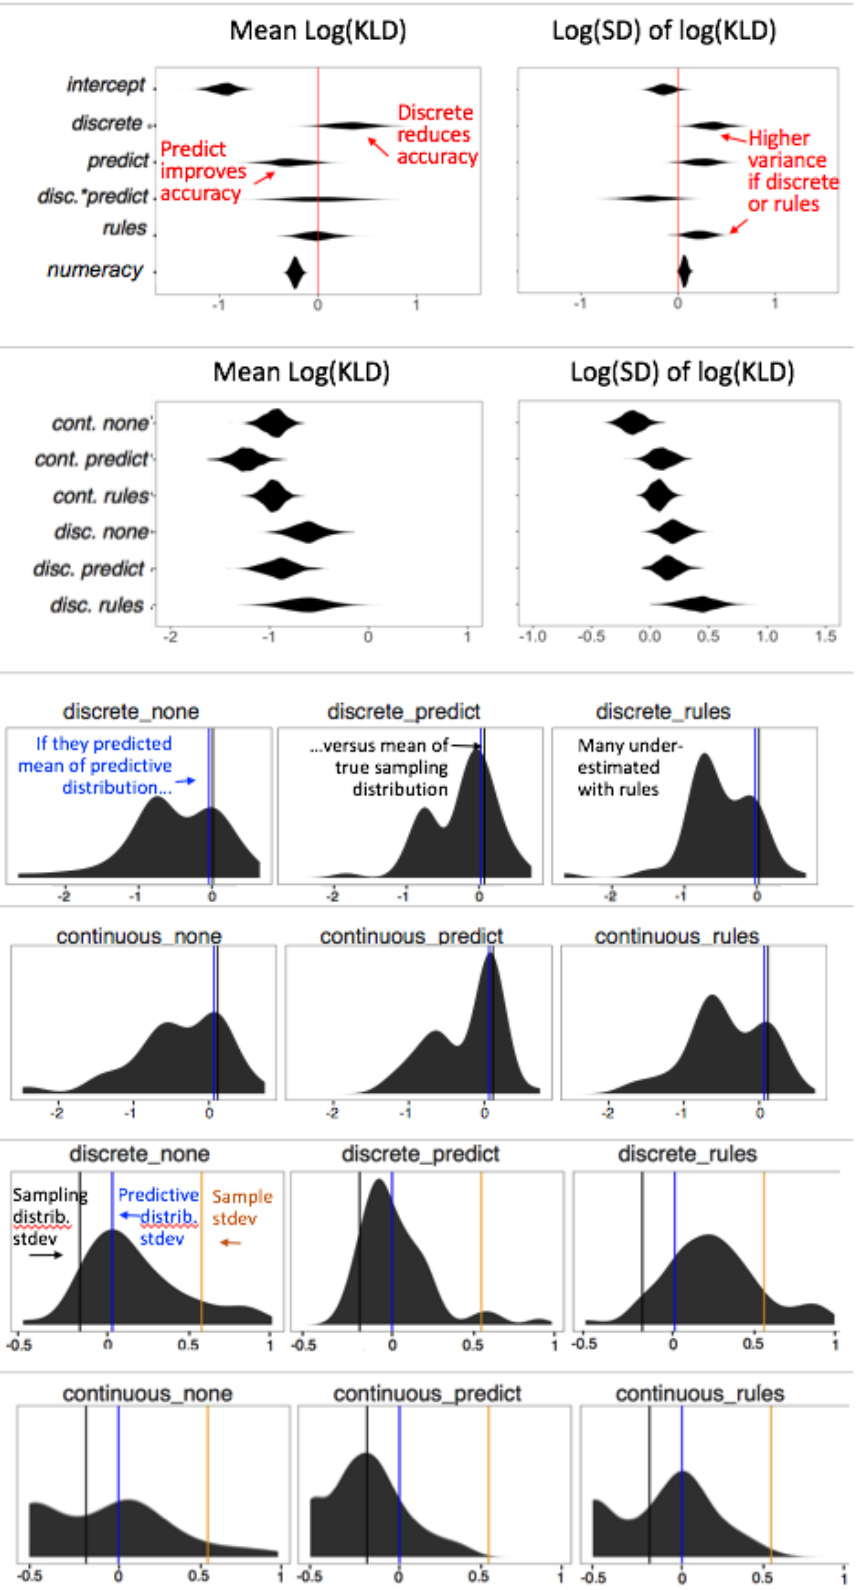 Mean Log(KLD)
Log(SD) of log(KLD)
intercept
discrete
predict
disc.*predict
rules
numeracy
Predict
improves
accuracy
Discrete
reduces
accuracy
-1 0 1
Higher
variance
if discrete
or rules
-1 0 1
Mean Log(KLD)
Log(SD) of log(KLD)
cont. none
cont. predict
cont. rules
disc. none
disc. predict
disc. rules
-2 -1 0 1
-1.0 -0.5 0.0 0.5 1.0 1.5
discrete_none
If they predicted
mean of predictive
distribution...
-2 -1 0
discrete_predict
...versus mean of
true sampling
distribution
-2 -1 0
discrete_rules
Many under-
estimated
with rules
-2 -1 0
continuous_none
-2 -1 0
continuous_predict
-2 -1 0
continuous_rules
-2 -1 0
discrete_none
Sampling
distrib.
stdev
Predictive
distrib.
stdev
Sample
stdev
-0.5 0 0.5 1
discrete_predict
-0.5 0 0.5 1
discrete_rules
-0.5 0 0.5 1
continuous_none
-0.5 0 0.5 1
continuous_predict
-0.5 0 0.5 1
continuous_rules
-0.5 0 0.5 1